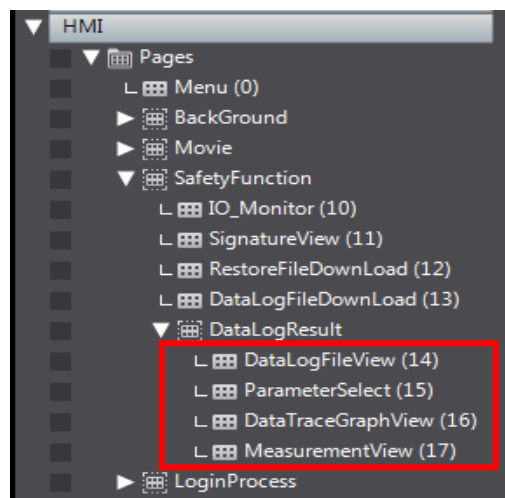 HMI
Pages
Menu (0)
BackGround
Movie
SafetyFunction
IO_Monitor (10)
SignatureView (11)
RestoreFileDownLoad (12)
DataLogFileDownLoad (13)
DataLogResult
DataLogFileView (14)
ParameterSelect (15)
DataTraceGraphView (16)
MeasurementView (17)
LoginProcess